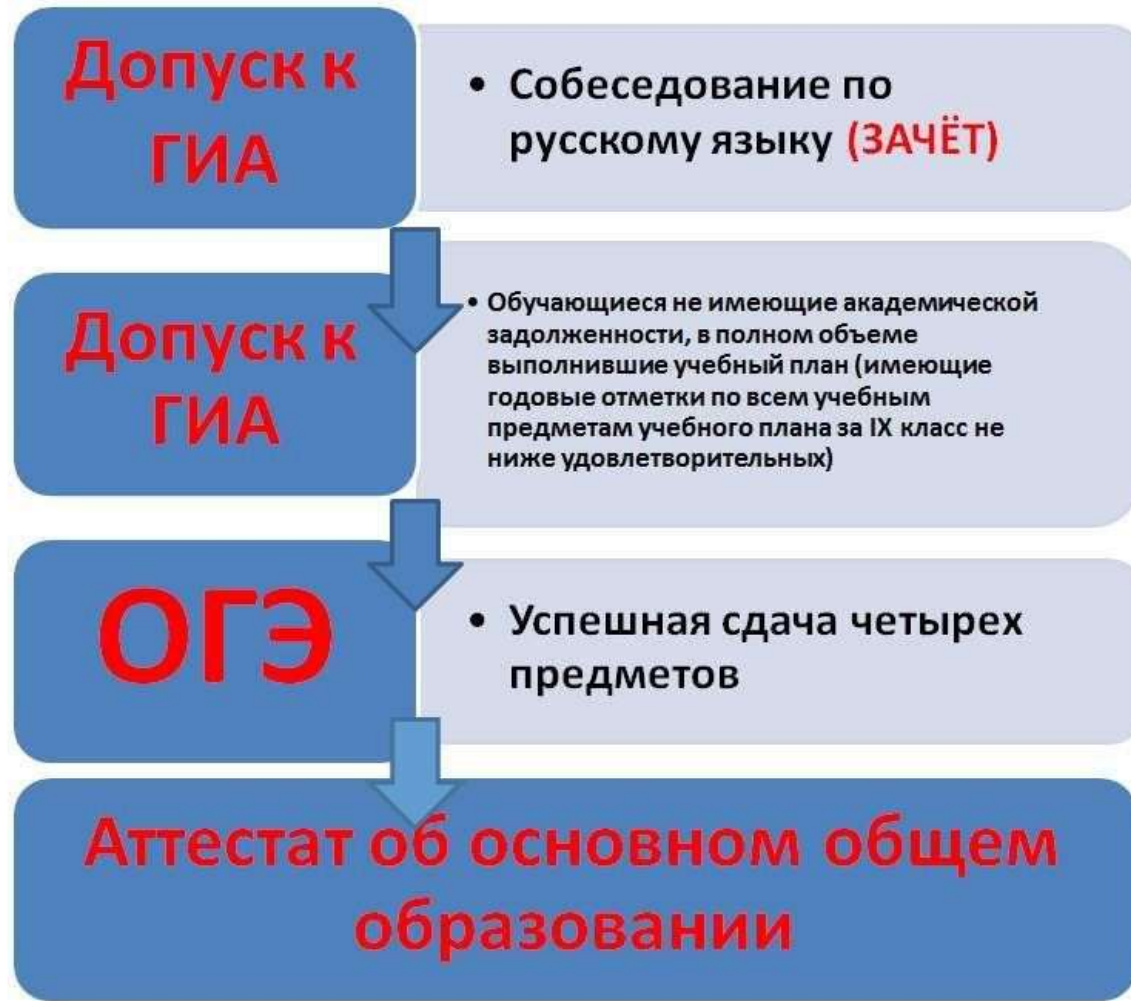 Допуск к
ГИА
• Собеседование по
русскому языку (ЗАЧЁТ)
Допуск к
ГИА
• Обучающиеся не имеющие академической
задолженности, в полном объеме
выполнившие учебный план (имеющие
годовые отметки по всем учебным
предметам учебного плана за IX класс не
ниже удовлетворительных)
ОГЭ
• Успешная сдача четырех
предметов
Аттестат об основном общем
образовании